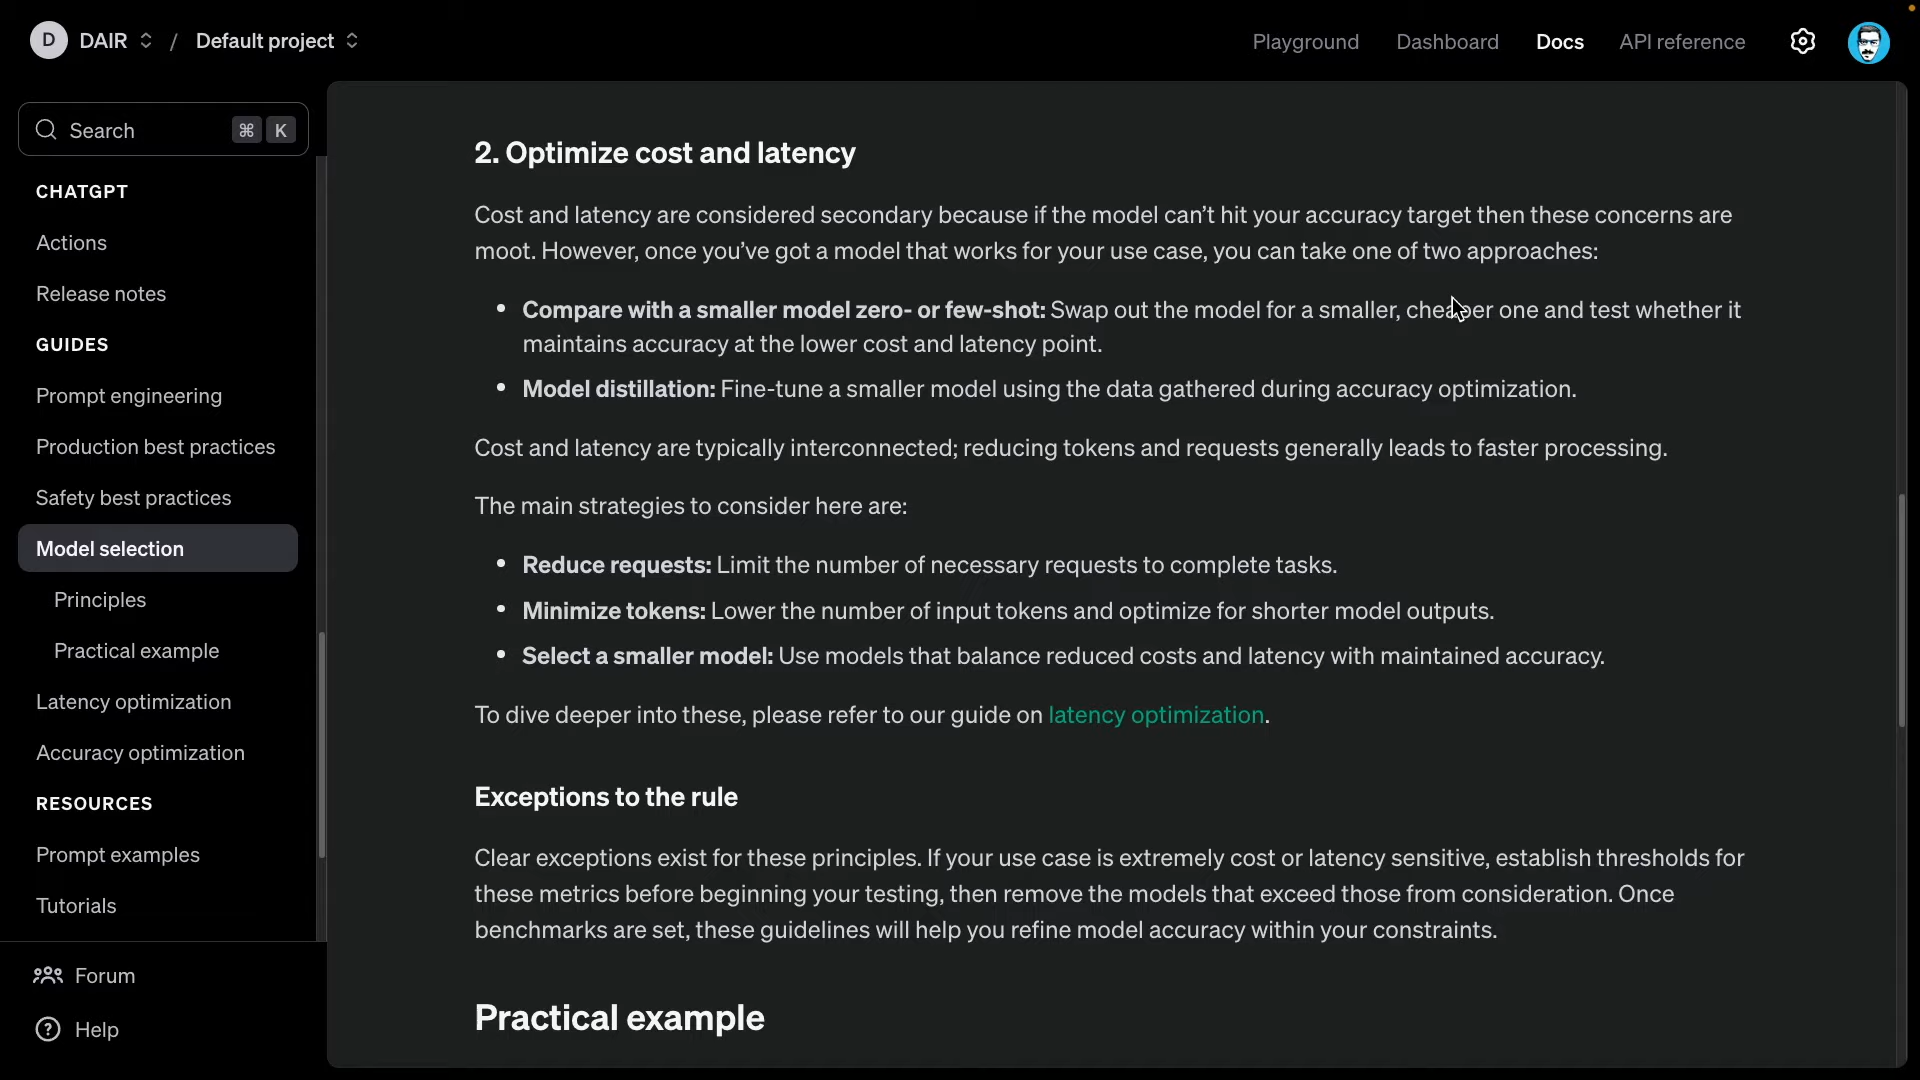 D DAIR / Default project
Playground Dashboard Docs API reference
Search ⌘ K
CHATGPT
Actions
Release notes
GUIDES
Prompt engineering
Production best practices
Safety best practices
Model selection
Principles
Practical example
Latency optimization
Accuracy optimization
RESOURCES
Prompt examples
Tutorials
Forum
Help
2. Optimize cost and latency
Cost and latency are considered secondary because if the model can’t hit your accuracy target then these concerns are
moot. However, once you’ve got a model that works for your use case, you can take one of two approaches:
• Compare with a smaller model zero- or few-shot: Swap out the model for a smaller, cheaper one and test whether it
maintains accuracy at the lower cost and latency point.
• Model distillation: Fine-tune a smaller model using the data gathered during accuracy optimization.
Cost and latency are typically interconnected; reducing tokens and requests generally leads to faster processing.
The main strategies to consider here are:
• Reduce requests: Limit the number of necessary requests to complete tasks.
• Minimize tokens: Lower the number of input tokens and optimize for shorter model outputs.
• Select a smaller model: Use models that balance reduced costs and latency with maintained accuracy.
To dive deeper into these, please refer to our guide on latency optimization.
Exceptions to the rule
Clear exceptions exist for these principles. If your use case is extremely cost or latency sensitive, establish thresholds for
these metrics before beginning your testing, then remove the models that exceed those from consideration. Once
benchmarks are set, these guidelines will help you refine model accuracy within your constraints.
Practical example